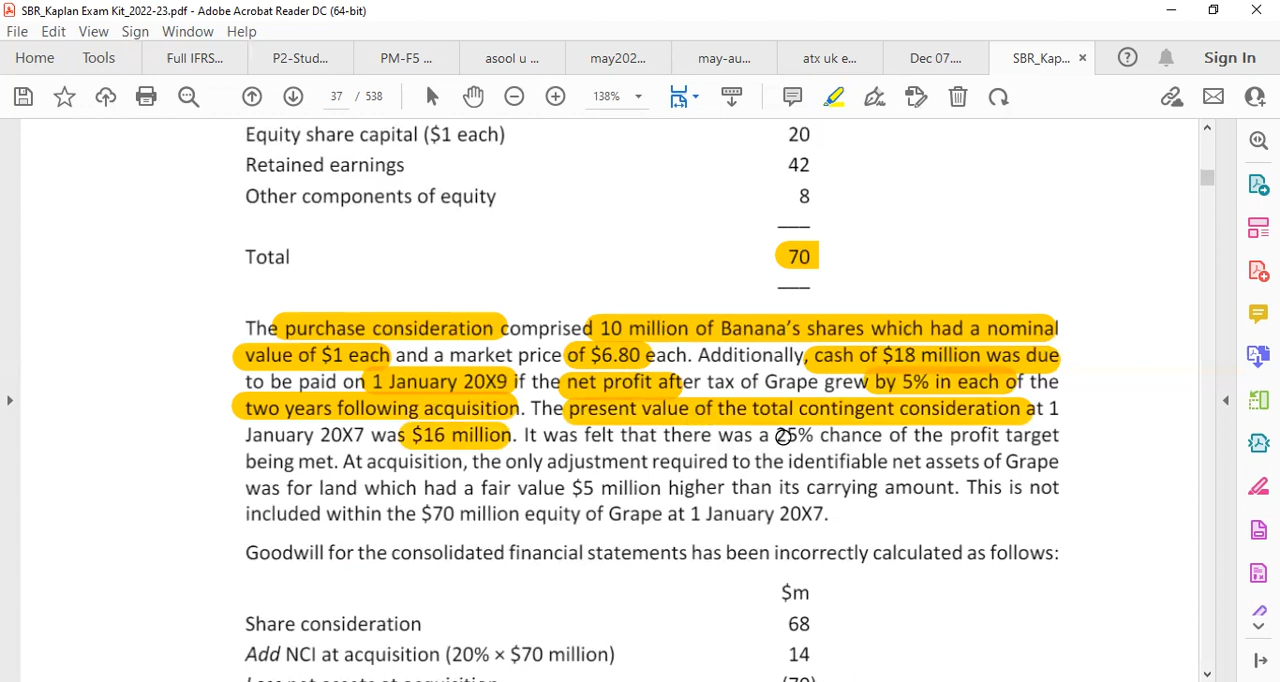 SBR_Kaplan Exam Kit_2022-23.pdf - Adobe Acrobat Reader DC (64-bit)
File Edit View Sign Window Help
Home Tools Full IFRS... P2-Stud... PM-F5 ... asool u ... may202... may-au... atx uk e... Dec 07.... SBR_Kap... × Sign In
37 / 538 138%
Equity share capital ($1 each) 20
Retained earnings 42
Other components of equity 8
Total 70
The purchase consideration comprised 10 million of Banana’s shares which had a nominal
value of $1 each and a market price of $6.80 each. Additionally, cash of $18 million was due
to be paid on 1 January 20X9 if the net profit after tax of Grape grew by 5% in each of the
two years following acquisition. The present value of the total contingent consideration at 1
January 20X7 was $16 million. It was felt that there was a 25% chance of the profit target
being met. At acquisition, the only adjustment required to the identifiable net assets of Grape
was for land which had a fair value $5 million higher than its carrying amount. This is not
included within the $70 million equity of Grape at 1 January 20X7.
Goodwill for the consolidated financial statements has been incorrectly calculated as follows:
$m
Share consideration 68
Add NCI at acquisition (20% × $70 million) 14
Less net assets at acquisition (70)